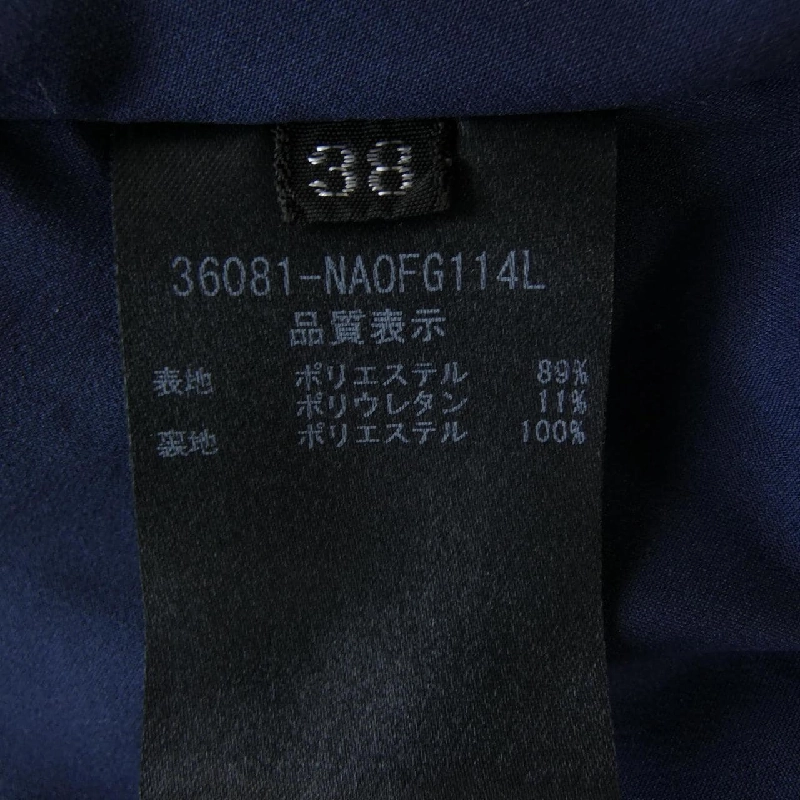 38
36081-NA0FG114L
品質表示
表地 ポリエステル 89%
ポリウレタン 11%
裏地 ポリエステル 100%